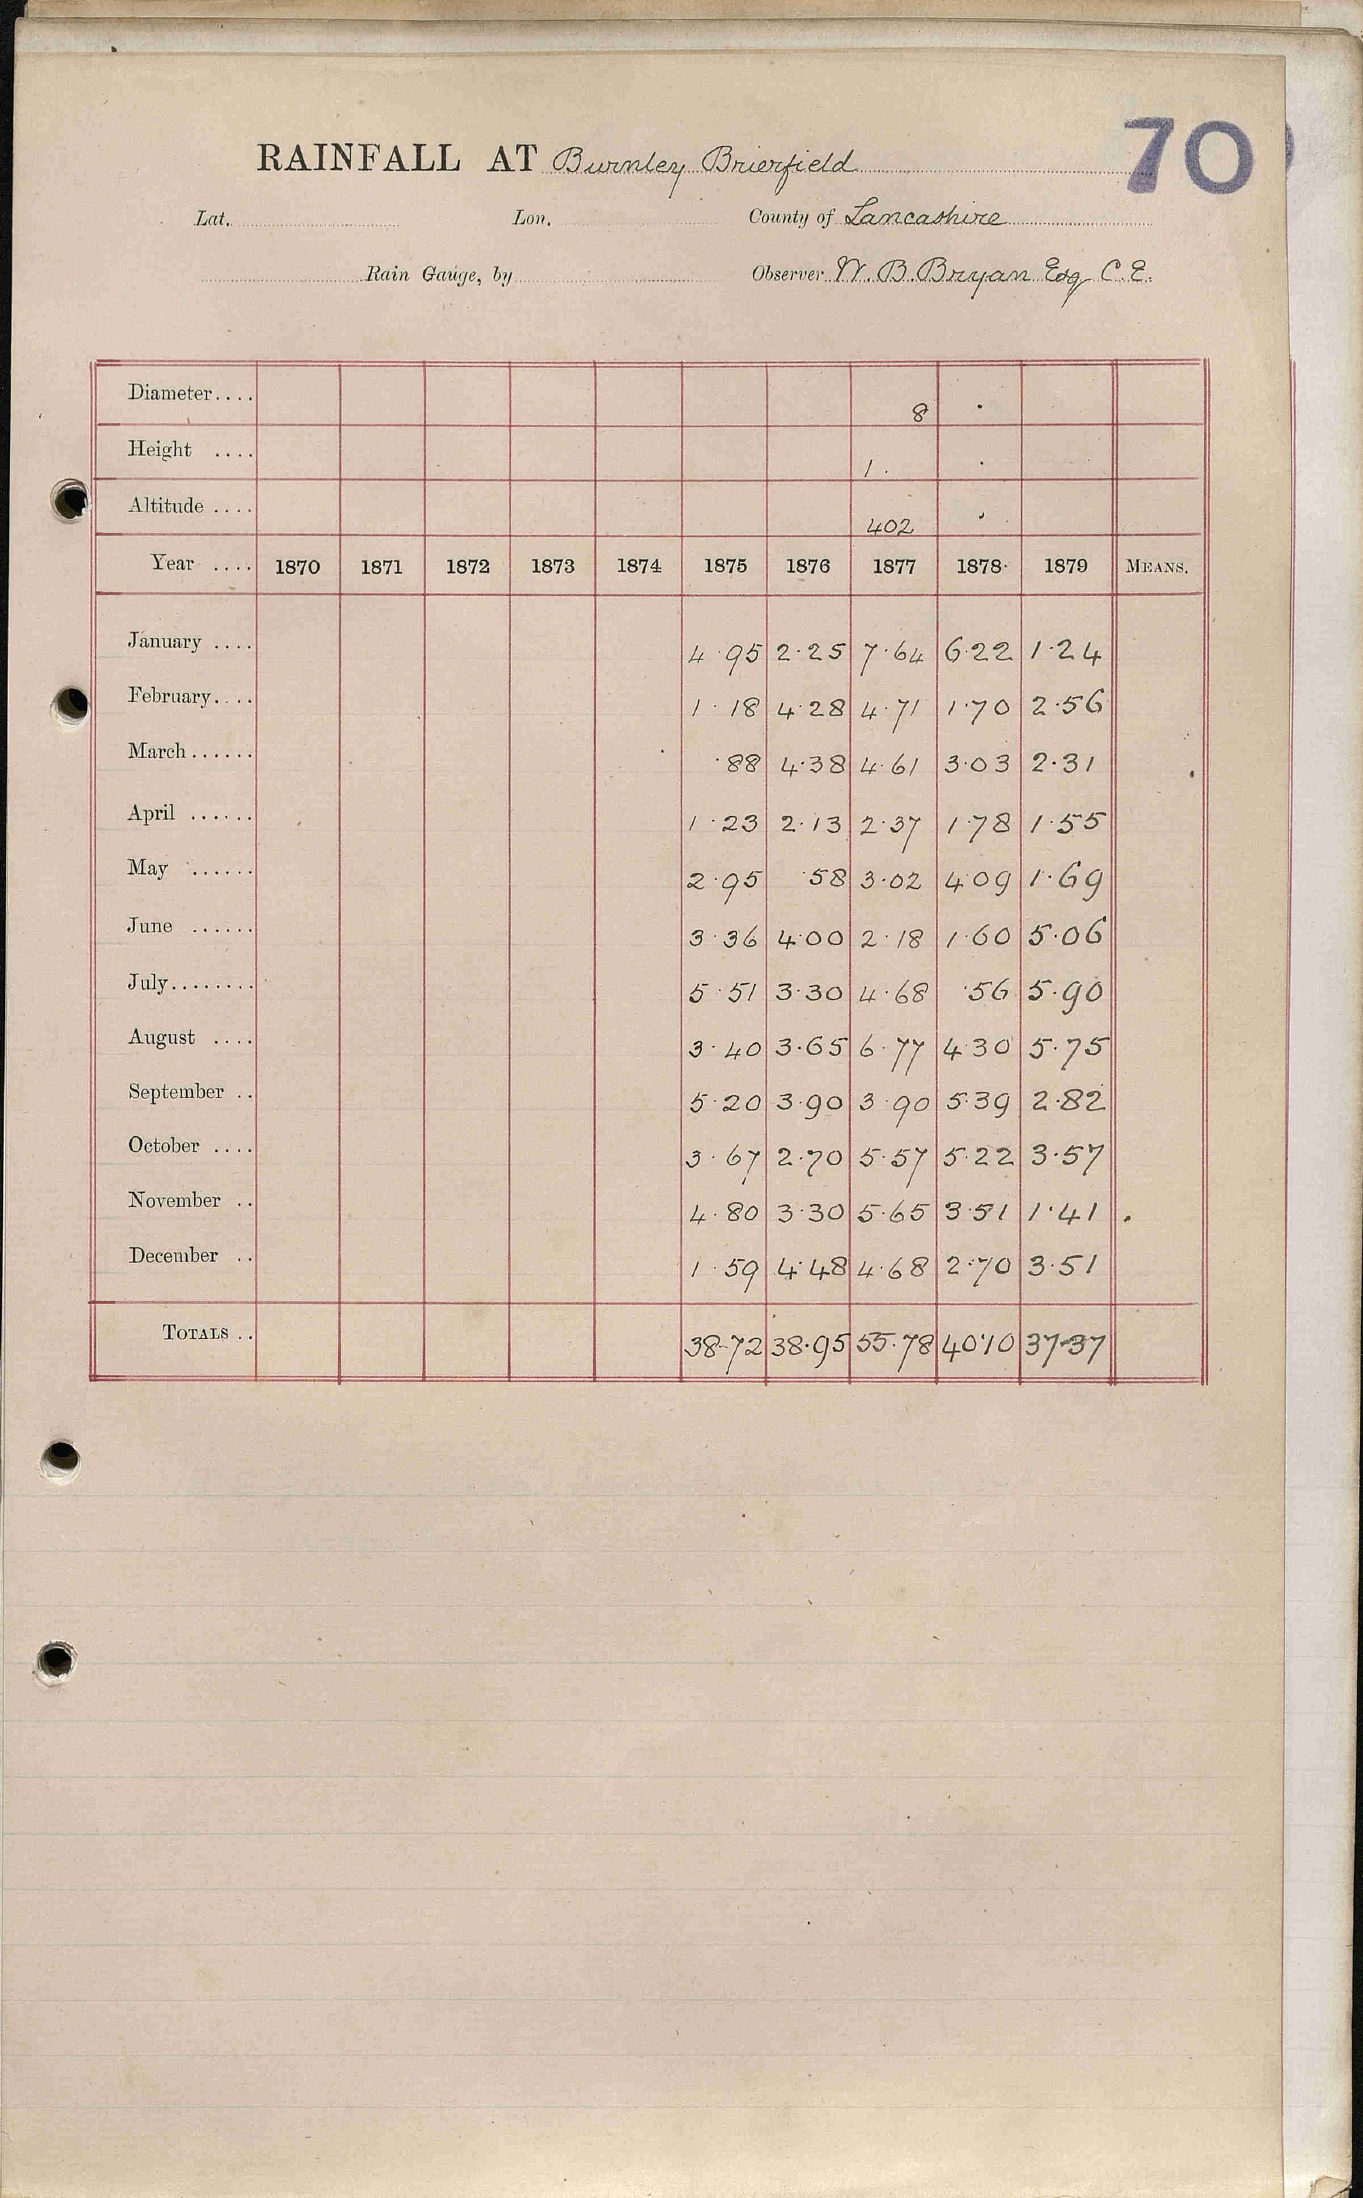 70
RAINFALL AT Burnley Brierfield
Lat. Lon. County of Lancashire
Rain Gauge, by Observer W. B. Bryan Esq C. E.
Diameter.... 8 .
Height .... 1. .
Altitude .... 402 .
Year .... 1870 1871 1872 1873 1874 1875 1876 1877 1878 1879 MEANS.
January .... 4.95 2.25 7.64 6.22 1.24
February.... 1.18 4.28 4.71 1.70 2.56
March...... .88 4.38 4.61 3.03 2.31
April ...... 1.23 2.13 2.37 1.78 1.55
May ...... 2.95 .58 3.02 4.09 1.69
June ...... 3.36 4.00 2.18 1.60 5.06
July........ 5.51 3.30 4.68 .56 5.90
August .... 3.40 3.65 6.77 4.30 5.75
September .. 5.20 3.90 3.90 5.39 2.82
October .... 3.67 2.70 5.57 5.22 3.57
November .. 4.80 3.30 5.65 3.51 1.41
December .. 1.59 4.48 4.68 2.70 3.51
TOTALS .. 38.72 38.95 55.78 40.10 37.37